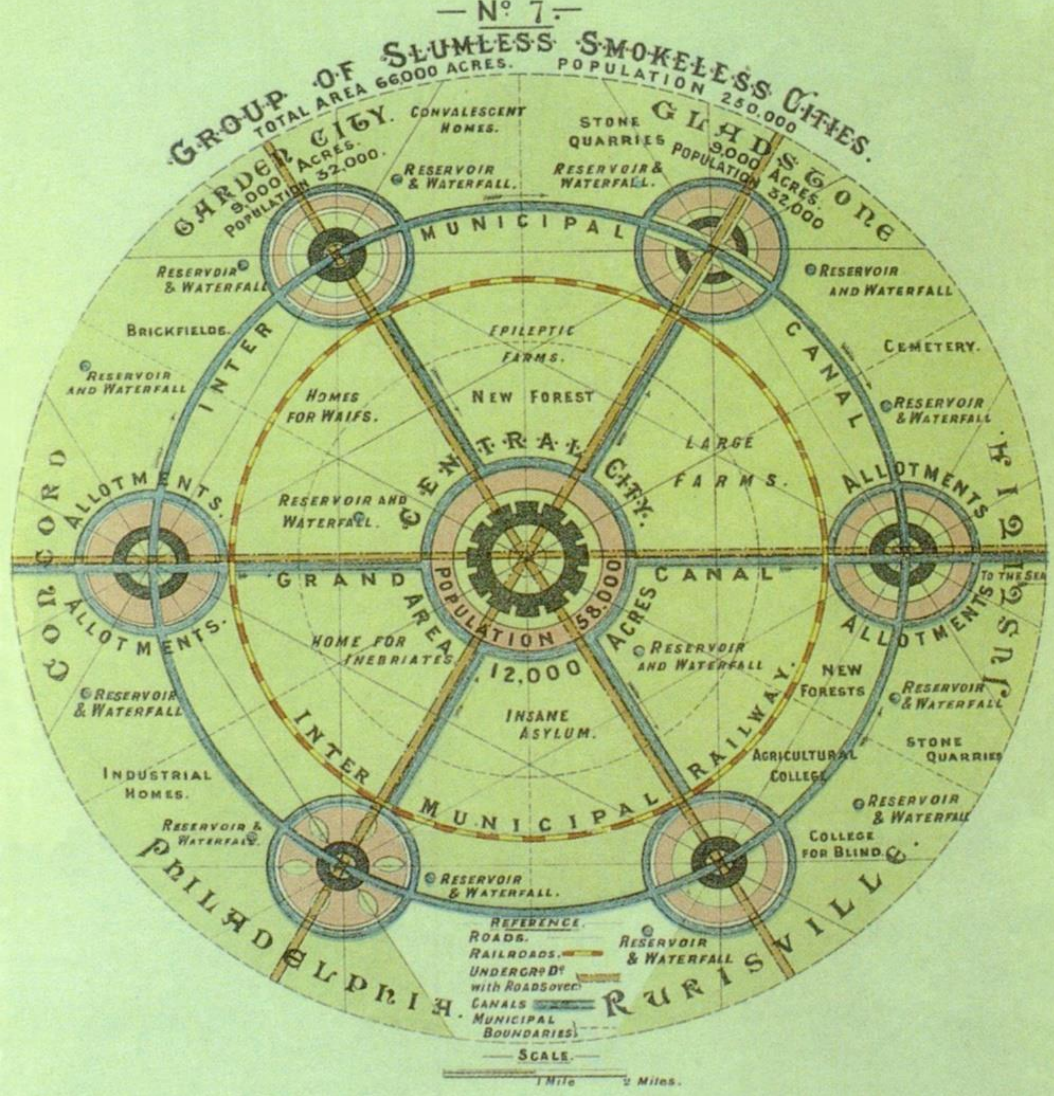 — Nº 7. —
GROUP OF SLUMLESS SMOKELESS CITIES.
TOTAL AREA 66,000 ACRES. POPULATION 250,000
GARDEN CITY.
9,000 ACRES.
POPULATION 32,000.
CONVALESCENT
HOMES.
STONE
QUARRIES
GLADSTONE
9,000 ACRES.
POPULATION 32,000
RESERVOIR
& WATERFALL.
RESERVOIR &
WATERFALL.
INTER MUNICIPAL CANAL
RESERVOIR
& WATERFALL
RESERVOIR
AND WATERFALL
BRICKFIELDS.
EPILEPTIC
FARMS.
CEMETERY.
RESERVOIR
AND WATERFALL
HOMES
FOR WAIFS.
NEW FOREST
RESERVOIR
& WATERFALL
LARGE
FARMS.
CENTRAL CITY.
CONCORD
ALLOTMENTS.
RESERVOIR AND
WATERFALL.
ALLOTMENTS
JUSTITIA
GRAND CANAL
TO THE SEA
POPULATION 58,000
AREA 12,000 ACRES
ALLOTMENTS.
ALLOTMENTS
HOME FOR
INEBRIATES.
RESERVOIR
AND WATERFALL
NEW
FORESTS
RESERVOIR
& WATERFALL
RESERVOIR
& WATERFALL
INSANE
ASYLUM.
STONE
QUARRIES
INTER MUNICIPAL RAILWAY.
AGRICULTURAL
COLLEGE
INDUSTRIAL
HOMES.
RESERVOIR
& WATERFALL
RESERVOIR &
WATERFALL.
COLLEGE
FOR BLIND.
PHILADELPHIA.
RESERVOIR
& WATERFALL.
RURISVILLE.
RESERVOIR
& WATERFALL
REFERENCE.
ROADS.
RAILROADS.
UNDERGRD Dº
with ROADS over
CANALS
MUNICIPAL
BOUNDARIES
— SCALE. —
1 Mile 2 Miles.